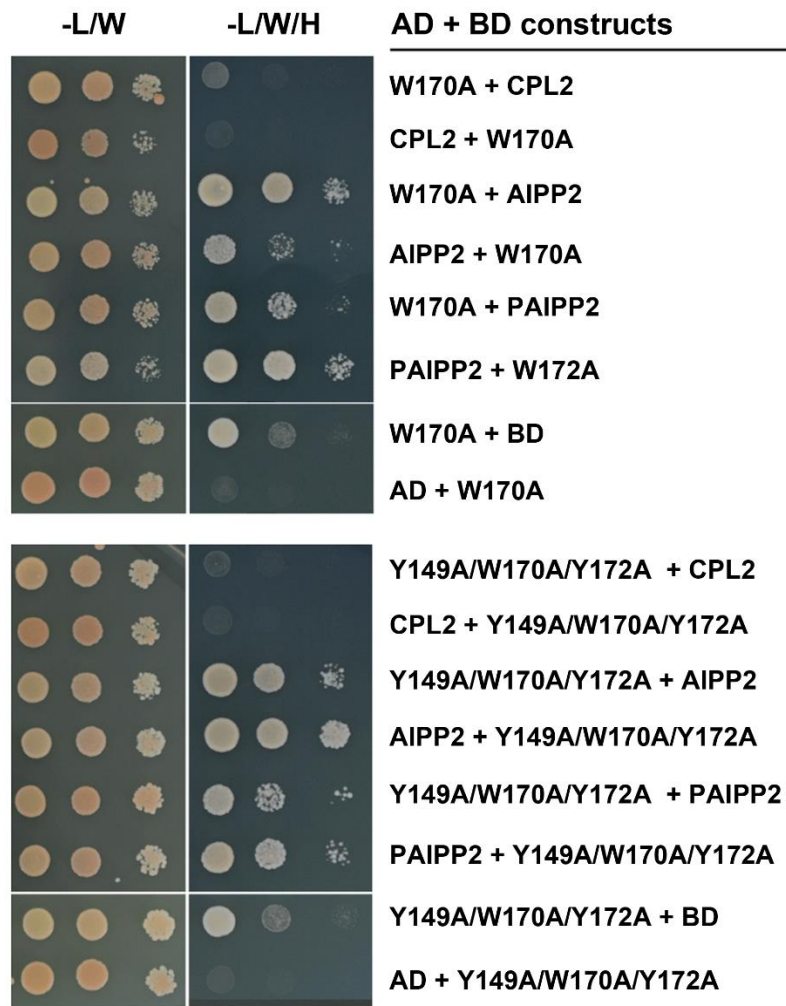 -L/W -L/W/H AD + BD constructs
W170A + CPL2
CPL2 + W170A
W170A + AIPP2
AIPP2 + W170A
W170A + PAIPP2
PAIPP2 + W172A
W170A + BD
AD + W170A
Y149A/W170A/Y172A + CPL2
CPL2 + Y149A/W170A/Y172A
Y149A/W170A/Y172A + AIPP2
AIPP2 + Y149A/W170A/Y172A
Y149A/W170A/Y172A + PAIPP2
PAIPP2 + Y149A/W170A/Y172A
Y149A/W170A/Y172A + BD
AD + Y149A/W170A/Y172A